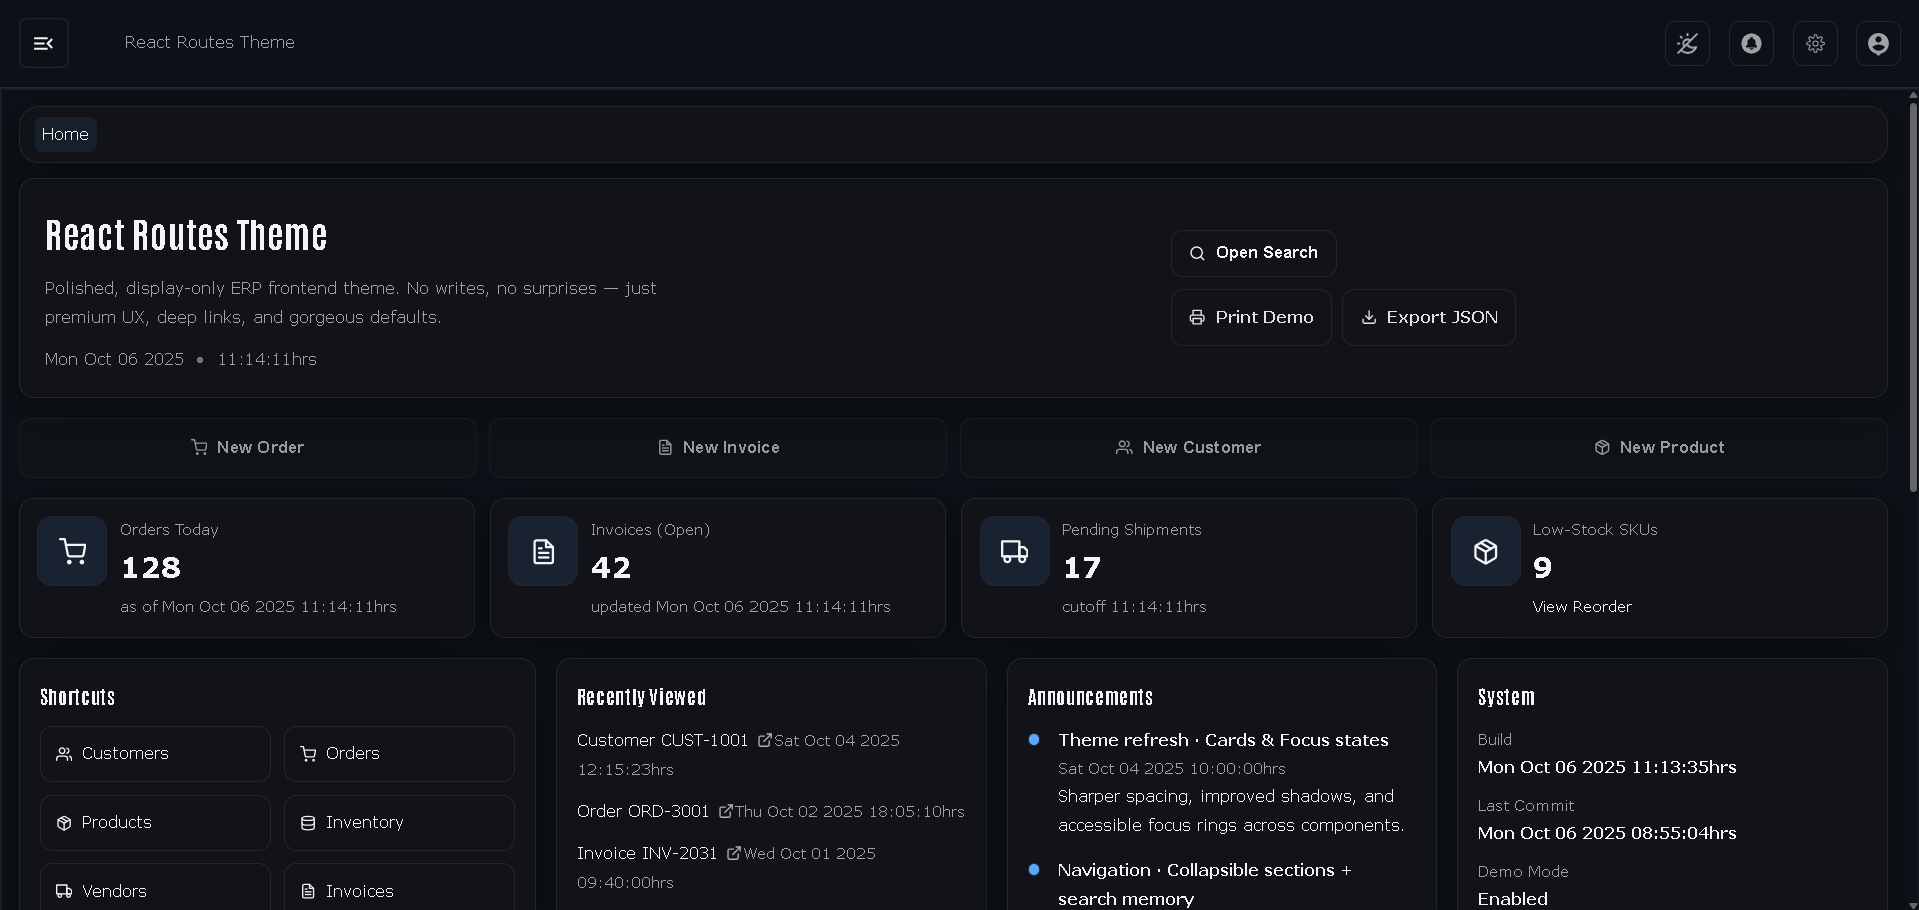 React Routes Theme
Home
React Routes Theme
Polished, display-only ERP frontend theme. No writes, no surprises — just
premium UX, deep links, and gorgeous defaults.
Mon Oct 06 2025 • 11:14:11hrs
Open Search
Print Demo
Export JSON
New Order
New Invoice
New Customer
New Product
Orders Today
128
as of Mon Oct 06 2025 11:14:11hrs
Invoices (Open)
42
updated Mon Oct 06 2025 11:14:11hrs
Pending Shipments
17
cutoff 11:14:11hrs
Low-Stock SKUs
9
View Reorder
Shortcuts
Customers
Orders
Products
Inventory
Vendors
Invoices
Recently Viewed
Customer CUST-1001 Sat Oct 04 2025
12:15:23hrs
Order ORD-3001 Thu Oct 02 2025 18:05:10hrs
Invoice INV-2031 Wed Oct 01 2025
09:40:00hrs
Announcements
Theme refresh · Cards & Focus states
Sat Oct 04 2025 10:00:00hrs
Sharper spacing, improved shadows, and
accessible focus rings across components.
Navigation · Collapsible sections +
search memory
System
Build
Mon Oct 06 2025 11:13:35hrs
Last Commit
Mon Oct 06 2025 08:55:04hrs
Demo Mode
Enabled